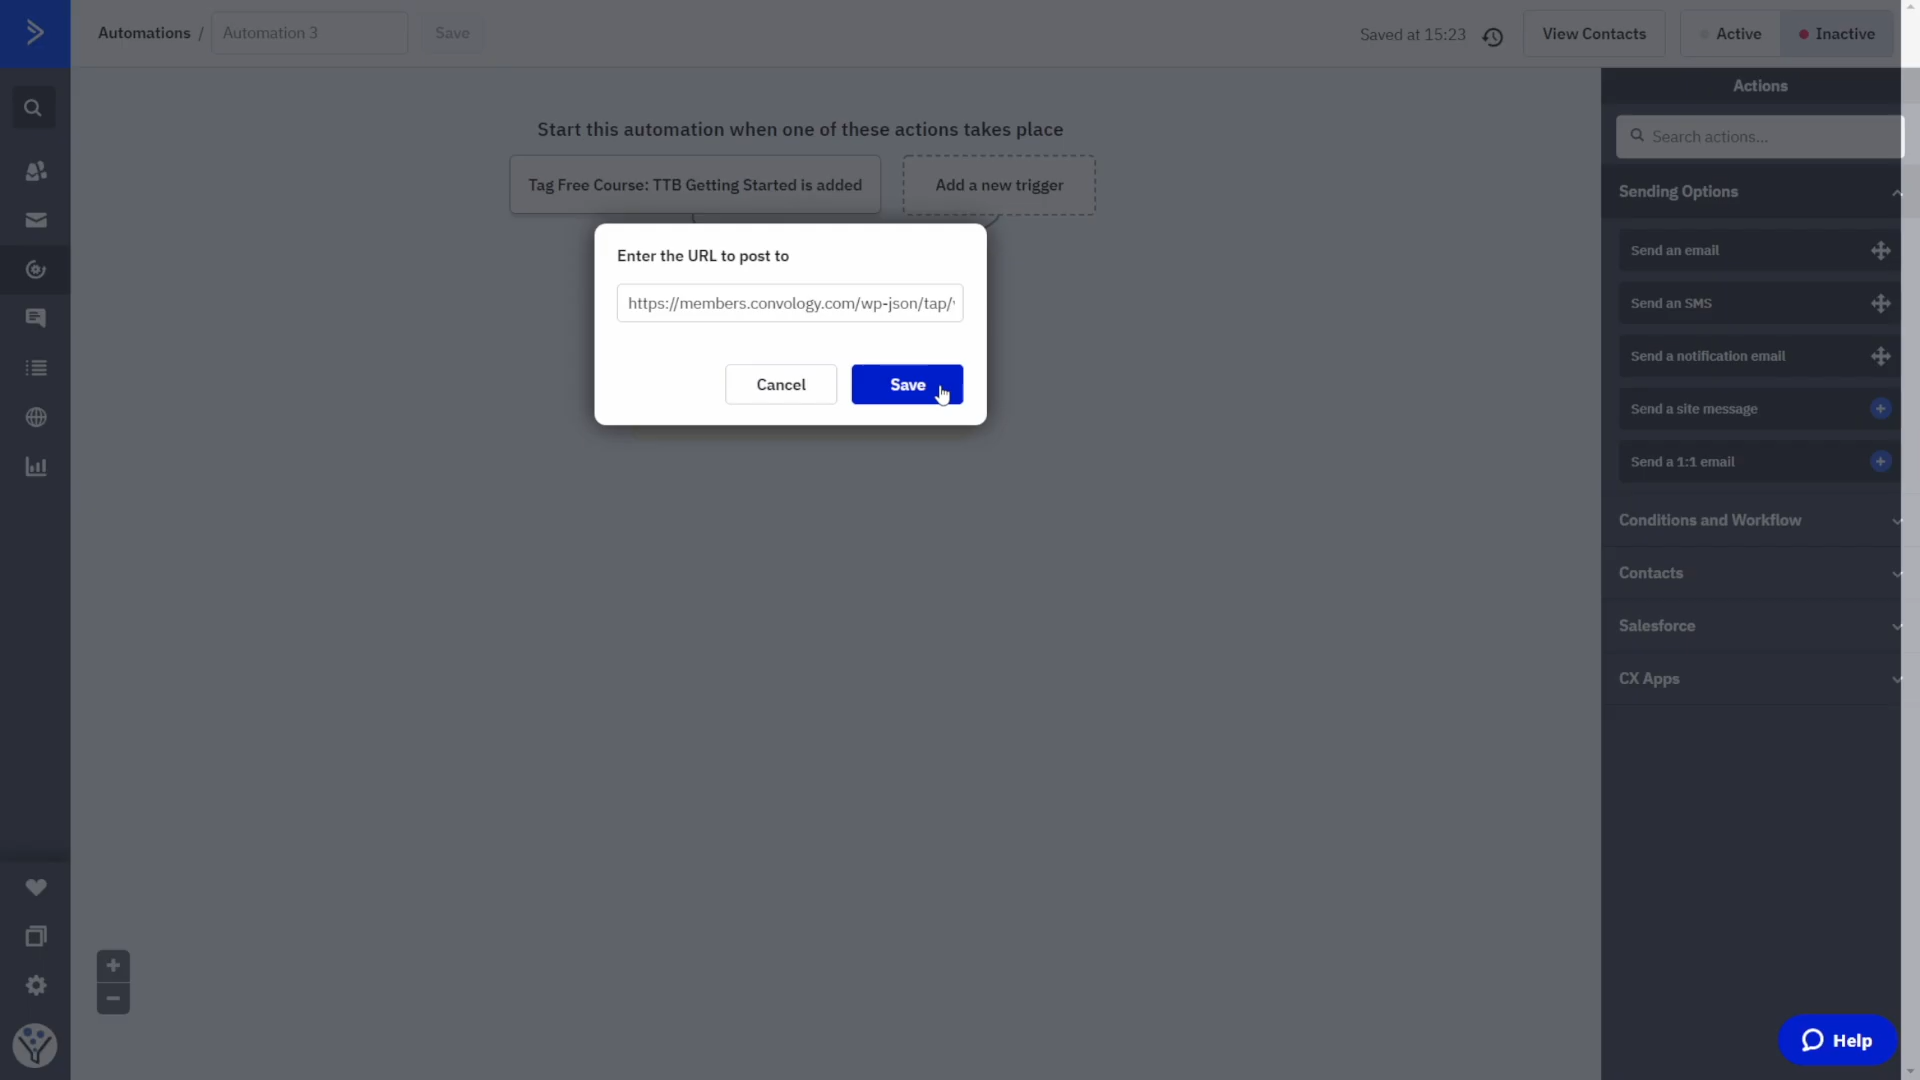 Automations /
Automation 3
Save
Saved at 15:23
View Contacts
Active
Inactive
Start this automation when one of these actions takes place
Tag Free Course: TTB Getting Started is added
Add a new trigger
Enter the URL to post to
https://members.convology.com/wp-json/tap/
Cancel
Save
Actions
Search actions...
Sending Options
Send an email
Send an SMS
Send a notification email
Send a site message
Send a 1:1 email
Conditions and Workflow
Contacts
Salesforce
CX Apps
Help